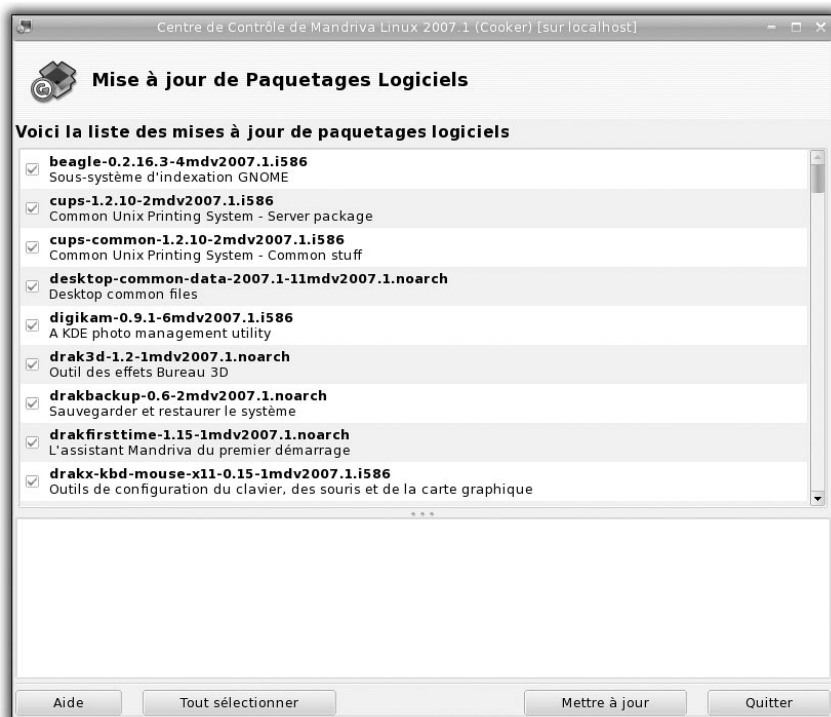 Centre de Contrôle de Mandriva Linux 2007.1 (Cooker) [sur localhost]
Mise à jour de Paquetages Logiciels
Voici la liste des mises à jour de paquetages logiciels
beagle-0.2.16.3-4mdv2007.1.i586
Sous-système d'indexation GNOME
cups-1.2.10-2mdv2007.1.i586
Common Unix Printing System - Server package
cups-common-1.2.10-2mdv2007.1.i586
Common Unix Printing System - Common stuff
desktop-common-data-2007.1-11mdv2007.1.noarch
Desktop common files
digikam-0.9.1-6mdv2007.1.i586
A KDE photo management utility
drak3d-1.2-1mdv2007.1.noarch
Outil des effets Bureau 3D
drakbackup-0.6-2mdv2007.1.noarch
Sauvegarder et restaurer le système
drakfirsttime-1.15-1mdv2007.1.noarch
L'assistant Mandriva du premier démarrage
drakx-kbd-mouse-x11-0.15-1mdv2007.1.i586
Outils de configuration du clavier, des souris et de la carte graphique
Aide Tout sélectionner Mettre à jour Quitter